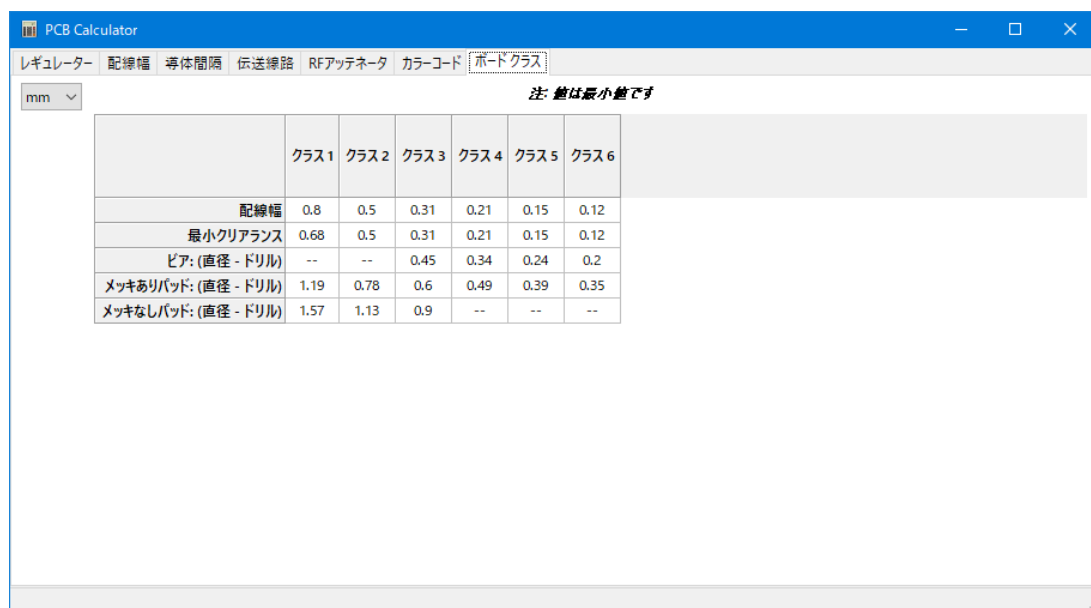 PCB Calculator
レギュレーター 配線幅 導体間隔 伝送線路 RFアッテネータ カラーコード ボードクラス
mm 注: 値は最小値です
クラス 1 クラス 2 クラス 3 クラス 4 クラス 5 クラス 6
配線幅 0.8 0.5 0.31 0.21 0.15 0.12
最小クリアランス 0.68 0.5 0.31 0.21 0.15 0.12
ビア: (直径 - ドリル) -- -- 0.45 0.34 0.24 0.2
メッキありパッド: (直径 - ドリル) 1.19 0.78 0.6 0.49 0.39 0.35
メッキなしパッド: (直径 - ドリル) 1.57 1.13 0.9 -- -- --